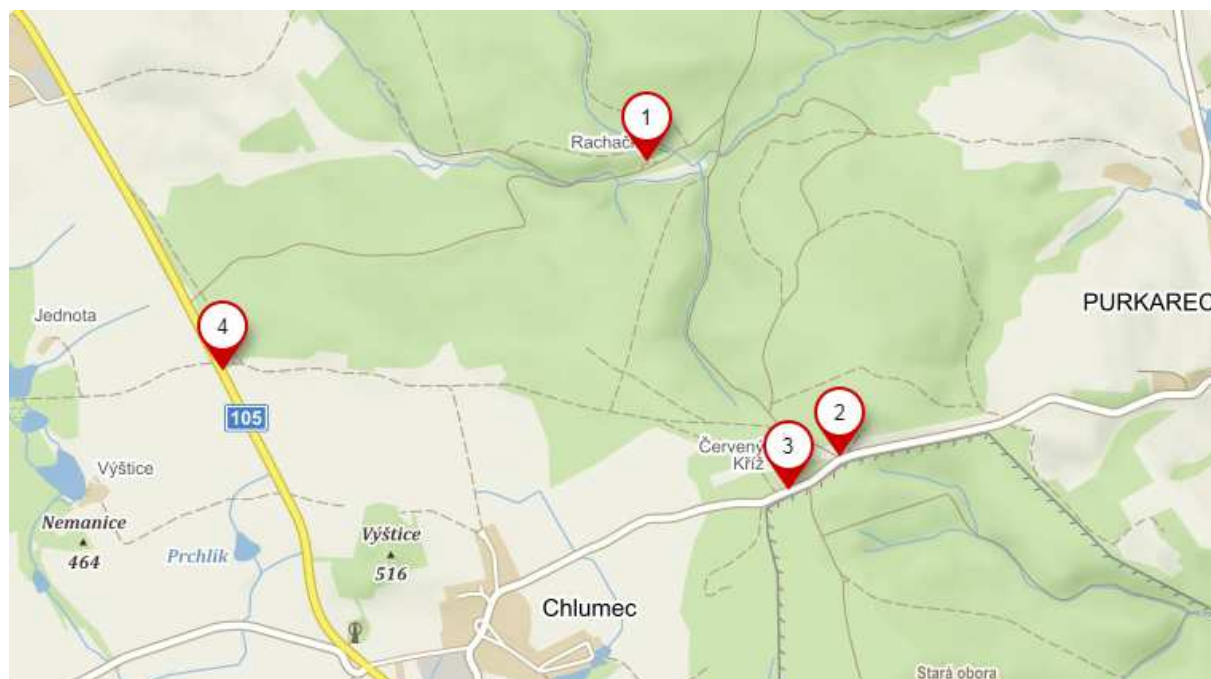 1
Rachač
4
Jednota
PURKAREC
105
2
Červený
Kříž
3
Výštice
Nemanice
464
Prchlík
Výštice
516
Chlumec
Stará obora